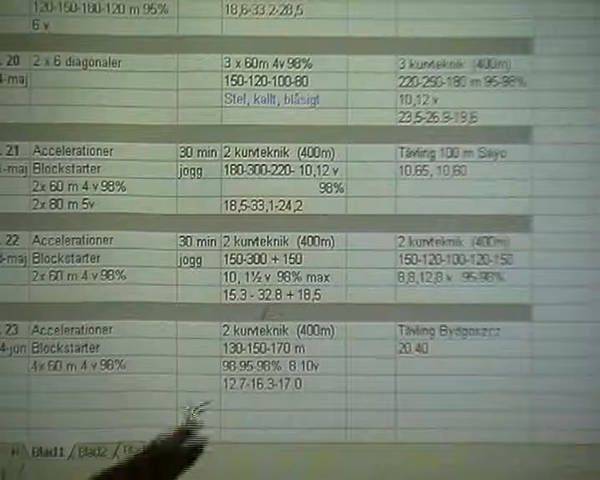 120-150-180-120 m 95% 18,6-33.2-28,5
6 v
20 2 x 6 diagonaler 3 x 60m 4v 98% 3 kurvteknik (400m)
-maj 150-120-100-80 220-250-180 m 95-98%
Stel, kallt, blåsigt 10,12 v
23,5-26.9-19,6
21 Accelerationer 30 min 2 kurvteknik (400m) Tävling 100 m
-maj Blockstarter jogg 180-300-220- 10,12 v 10.65, 10,60
2x 60 m 4 v 98% 98%
2x 80 m 5v 18,5-33,1-24,2
22 Accelerationer 30 min 2 kurvteknik (400m) 2 kurvteknik (400m)
-maj Blockstarter jogg 150-300 + 150 150-120-100-120-150
2x 60 m 4 v 98% 10, 1½ v 98% max 8,8,12,8 v 95-98%
15.3 - 32.8 + 18,5
23 Accelerationer 2 kurvteknik (400m) Tävling Bydgoszcz
4-jun Blockstarter 130-150-170 m 20.40
4x 60 m 4 v 98% 98-95-98% 8 10v
12.7-16.3-17.0
Blad1 / Blad2 /